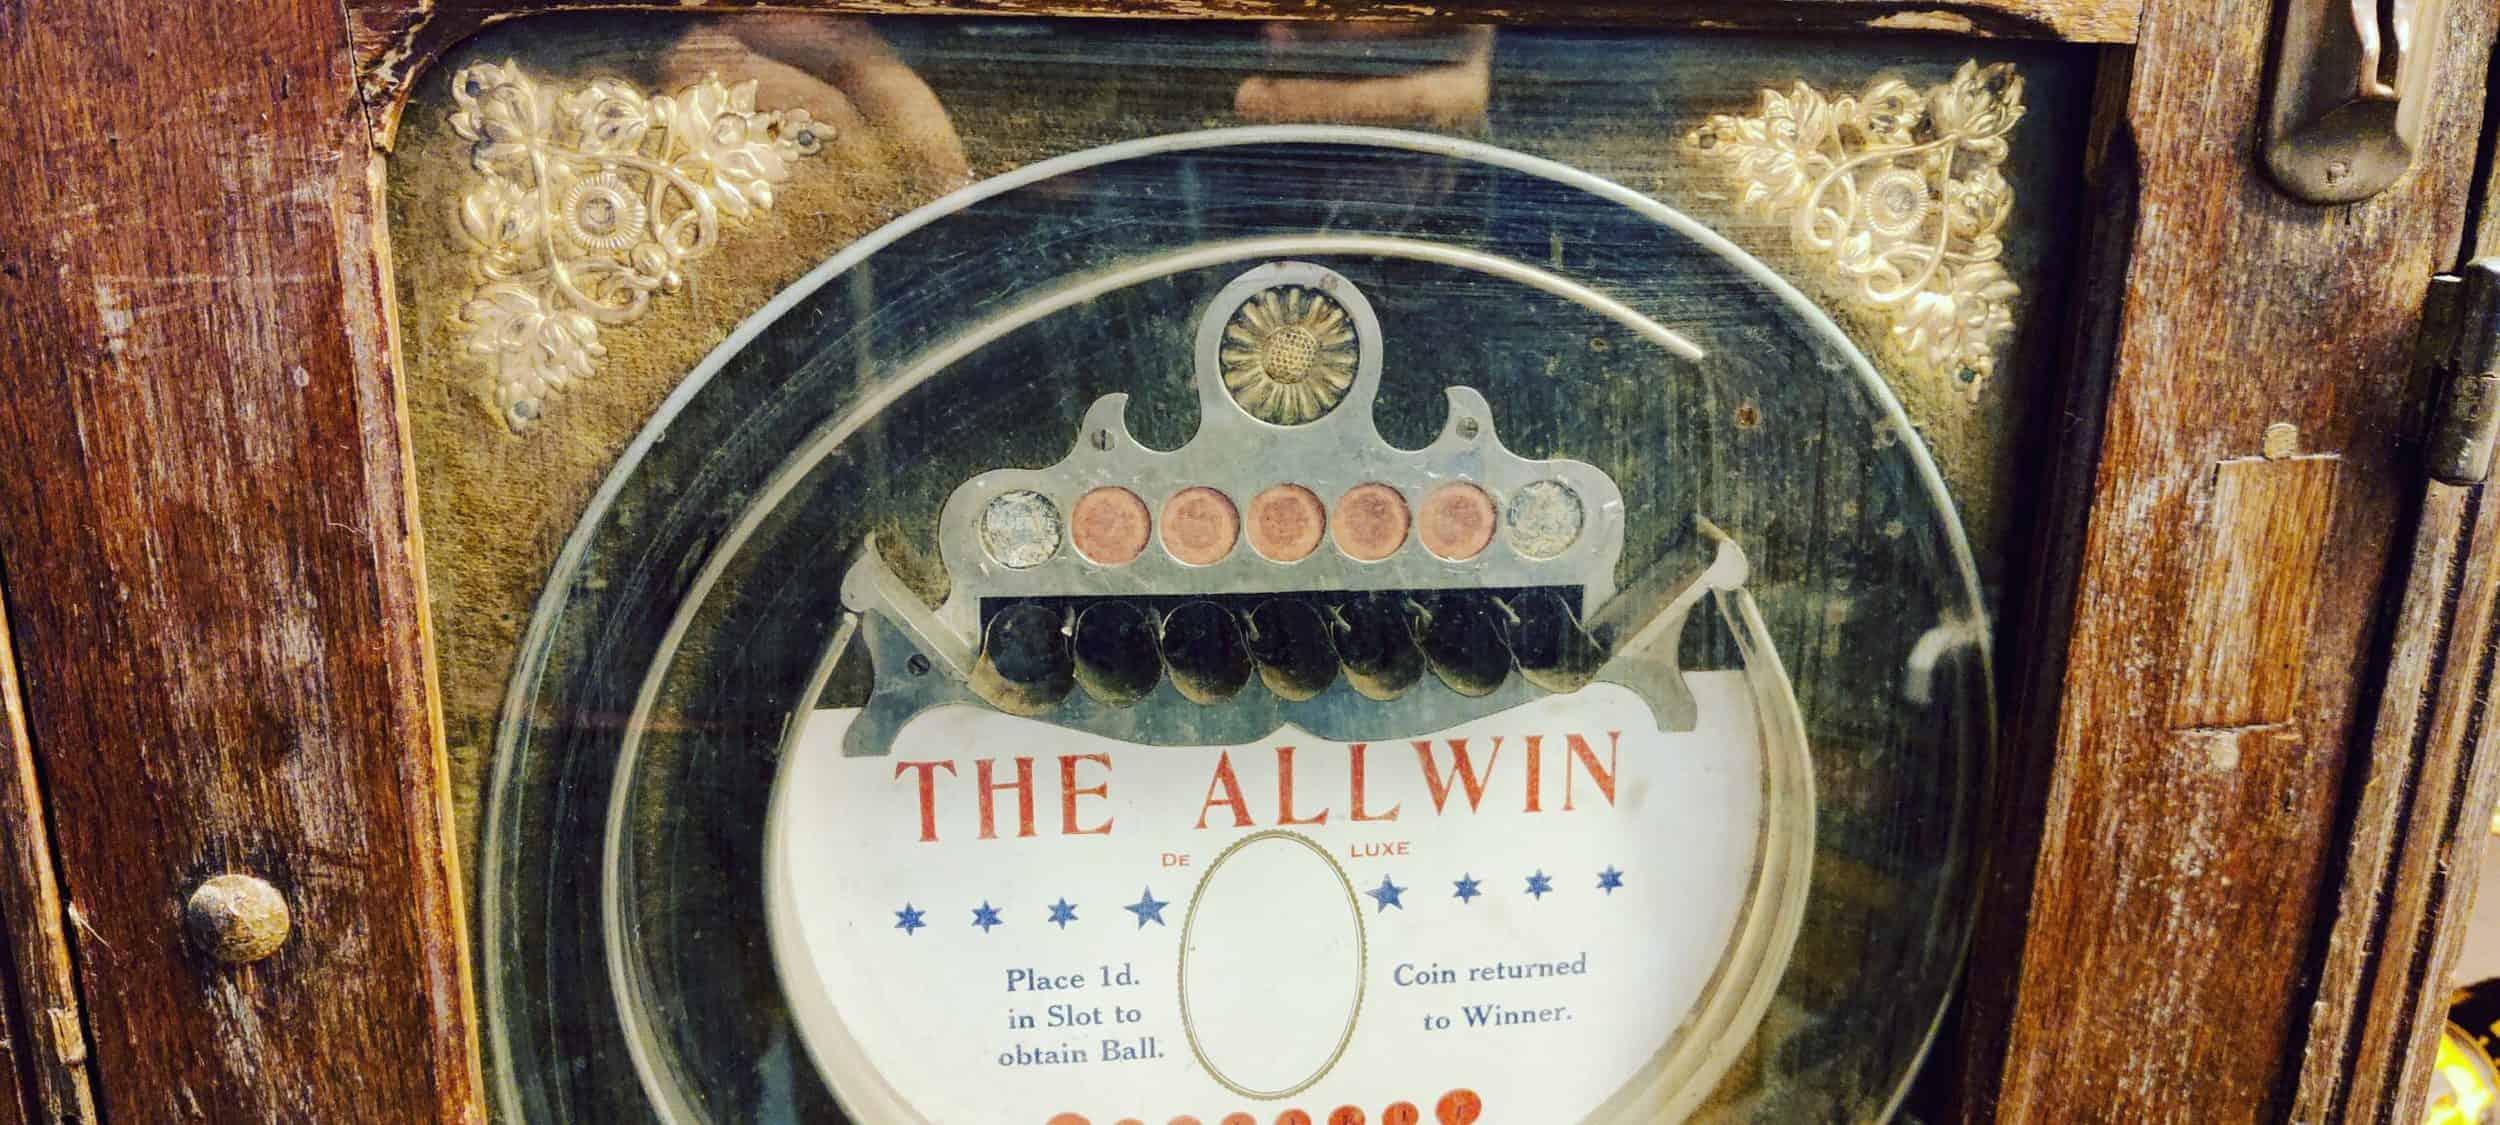 THE ALLWIN
DE LUXE
Place 1d.
in Slot to
obtain Ball.
Coin returned
to Winner.